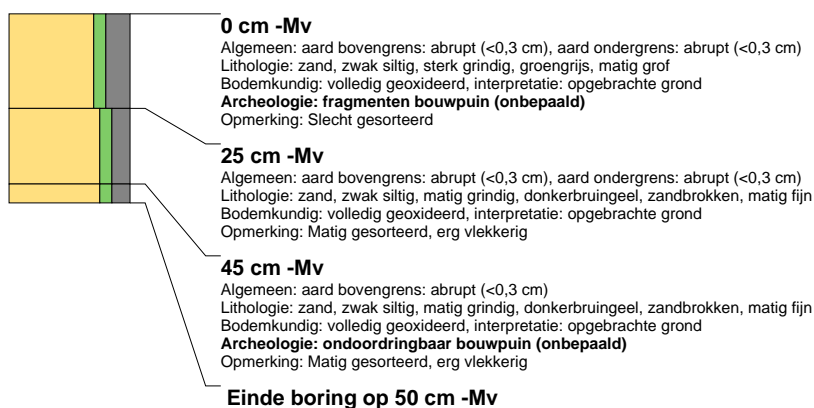 0 cm -Mv
Algemeen: aard bovengrens: abrupt (<0,3 cm), aard ondergrens: abrupt (<0,3 cm)
Lithologie: zand, zwak siltig, sterk grindig, groengrijs, matig grof
Bodemkundig: volledig geoxideerd, interpretatie: opgebrachte grond
Archeologie: fragmenten bouwpuin (onbepaald)
Opmerking: Slecht gesorteerd
25 cm -Mv
Algemeen: aard bovengrens: abrupt (<0,3 cm), aard ondergrens: abrupt (<0,3 cm)
Lithologie: zand, zwak siltig, matig grindig, donkerbruingeel, zandbrokken, matig fijn
Bodemkundig: volledig geoxideerd, interpretatie: opgebrachte grond
Opmerking: Matig gesorteerd, erg vlekkerig
45 cm -Mv
Algemeen: aard bovengrens: abrupt (<0,3 cm)
Lithologie: zand, zwak siltig, matig grindig, donkerbruingeel, zandbrokken, matig fijn
Bodemkundig: volledig geoxideerd, interpretatie: opgebrachte grond
Archeologie: ondoordringbaar bouwpuin (onbepaald)
Opmerking: Matig gesorteerd, erg vlekkerig
Einde boring op 50 cm -Mv